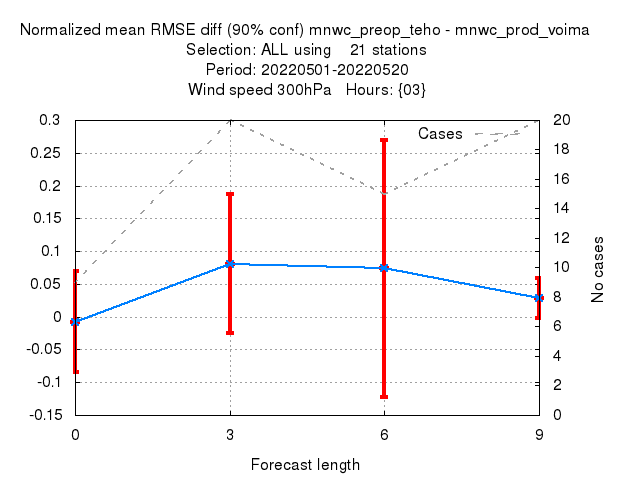 Normalized mean RMSE diff (90% conf) mnwc_preop_teho - mnwc_prod_voima
Selection: ALL using    21 stations
Period: 20220501-20220520
Wind speed 300hPa   Hours: {03}
Cases
0.3
0.25
0.2
0.15
0.1
0.05
0
-0.05
-0.1
-0.15
20
18
16
14
12
10
8
6
4
2
0
No cases
0 3 6 9
Forecast length